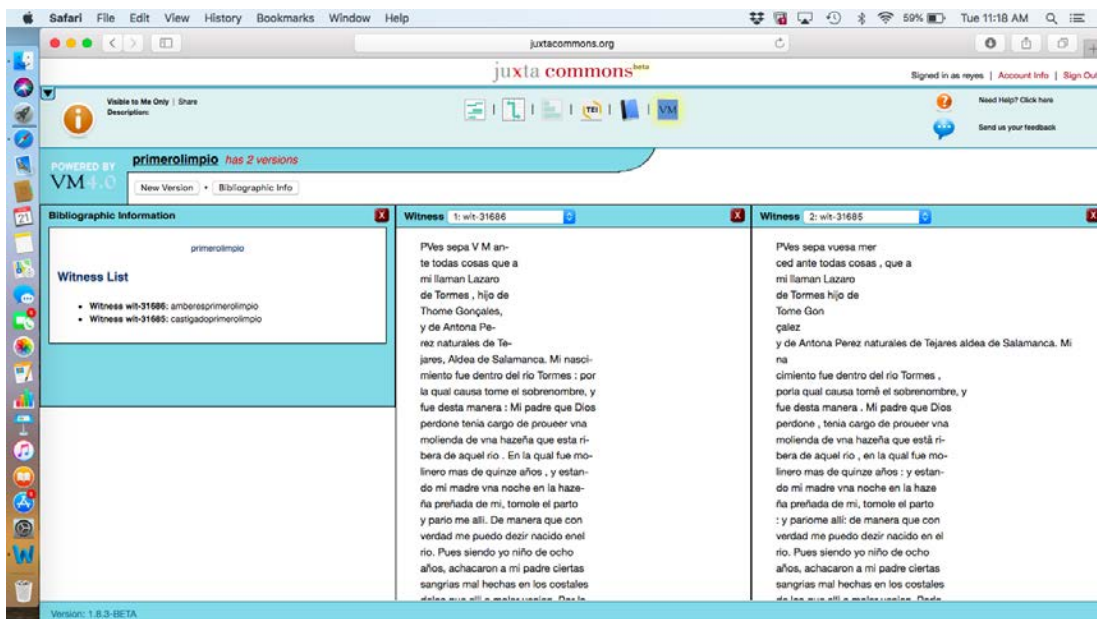 Safari File Edit View History Bookmarks Window Help 59% Tue 11:18 AM
juxtacommons.org
juxta commons beta
Signed in as reyes | Account Info | Sign Out
Visible to Me Only | Share
Description:
TEI
VM
Need Help? Click here
Send us your feedback
POWERED BY
VM4.0
primerolimpio has 2 versions
New Version • Bibliographic Info
Bibliographic Information X
primerolimpio
Witness List
• Witness wit-31686: amberesprimerolimpio
• Witness wit-31685: castigadoprimerolimpio
Witness 1: wit-31686 X
PVes sepa V M an-
te todas cosas que a
mi llaman Lazaro
de Tormes , hijo de
Thome Gonçales,
y de Antona Pe-
rez naturales de Te-
jares, Aldea de Salamanca. Mi nasci-
miento fue dentro del rio Tormes : por
la qual causa tome el sobrenombre, y
fue desta manera : Mi padre que Dios
perdone tenia cargo de proueer vna
molienda de vna hazeña que esta ri-
bera de aquel rio . En la qual fue mo-
linero mas de quinze años , y estan-
do mi madre vna noche en la haze-
ña preñada de mi, tomole el parto
y pario me alli. De manera que con
verdad me puedo dezir nacido enel
rio. Pues siendo yo niño de ocho
años, achacaron a mi padre ciertas
sangrias mal hechas en los costales
Witness 2: wit-31685 X
PVes sepa vuesa mer
ced ante todas cosas , que a
mi llaman Lazaro
de Tormes hijo de
Tome Gon
çalez
y de Antona Perez naturales de Tejares aldea de Salamanca. Mi
na
cimiento fue dentro del rio Tormes ,
porla qual causa tomê el sobrenombre, y
fue desta manera . Mi padre que Dios
perdone , tenia cargo de proueer vna
molienda de vna hazeña que està ri-
bera de aquel rio , en la qual fue mo-
linero mas de quinze años : y estan-
do mi madre vna noche en la haze
ña preñada de mi, tomole el parto
: y pariome allì: de manera que con
verdad me puedo dezir nacido en el
rio. Pues siendo yo niño de ocho
años, achacaron a mi padre ciertas
sangrias mal hechas en los costales
Version: 1.8.3-BETA